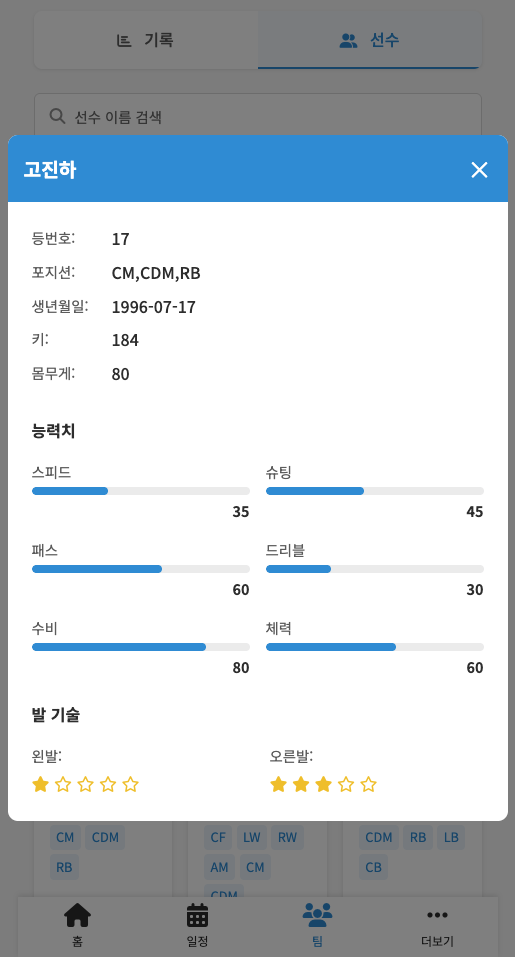 기록
선수
선수 이름 검색
고진하
등번호: 17
포지션: CM,CDM,RB
생년월일: 1996-07-17
키: 184
몸무게: 80
능력치
스피드
35
슈팅
45
패스
60
드리블
30
수비
80
체력
60
발 기술
왼발:
오른발:
CM CDM
RB
CF LW RW
AM CM
CDM
CDM RB LB
CB
홈
일정
팀
더보기